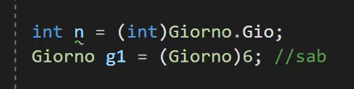 int n = (int)Giorno.Gio;
Giorno g1 = (Giorno)6; //sab